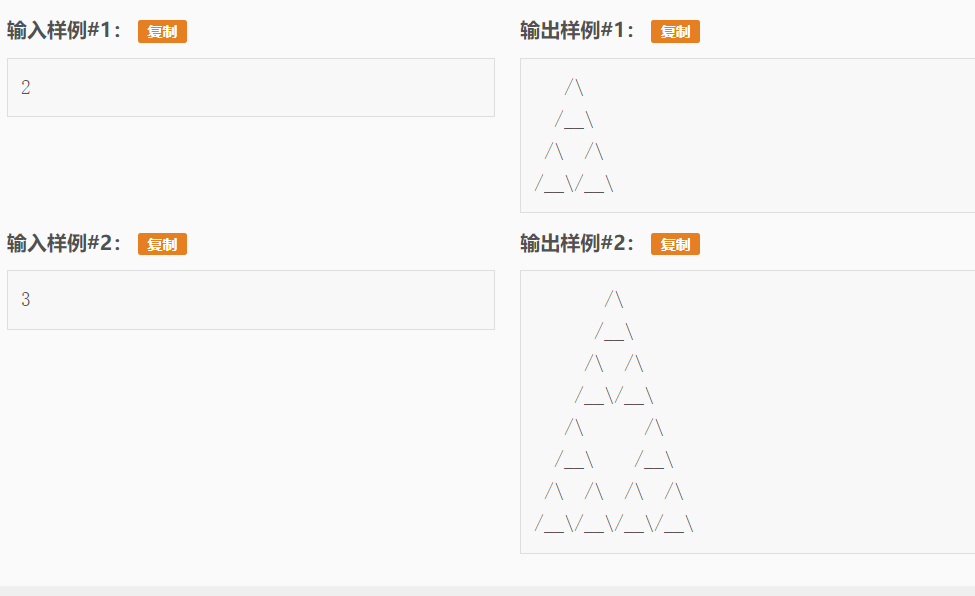 输入样例#1： 复制
2
输出样例#1： 复制
   /\
  /__\
 /\  /\
/__\/__\
输入样例#2： 复制
3
输出样例#2： 复制
       /\
      /__\
     /\  /\
    /__\/__\
   /\      /\
  /__\    /__\
 /\  /\  /\  /\
/__\/__\/__\/__\